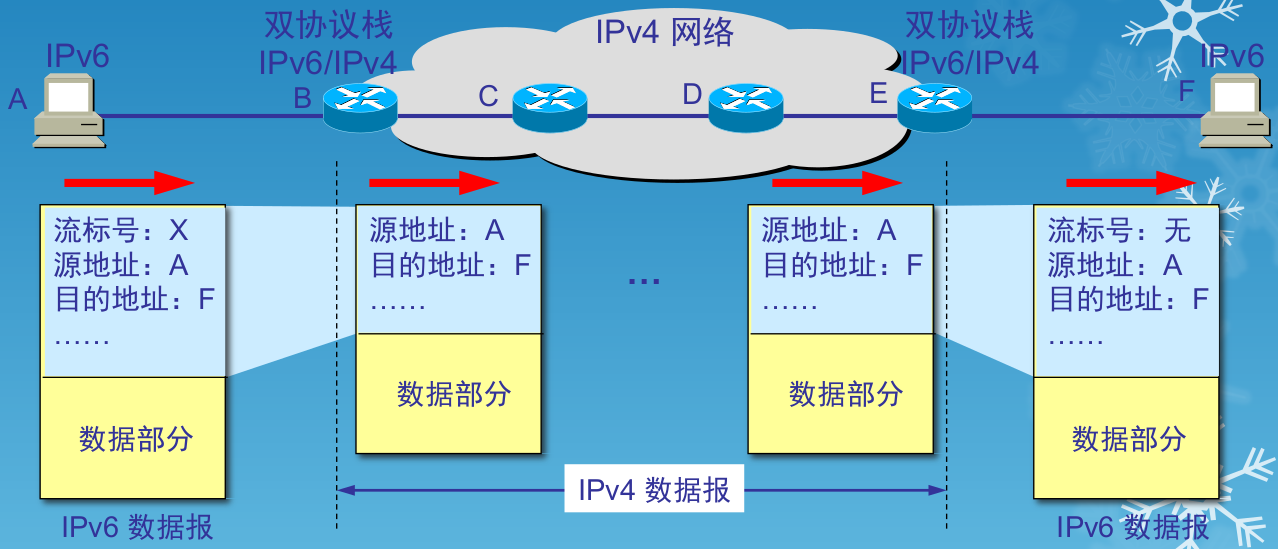 双协议栈
IPv6/IPv4
IPv4 网络
双协议栈
IPv6/IPv4
IPv6
IPv6
A
B
C
D
E
F
流标号：X
源地址：A
目的地址：F
……
数据部分
IPv6 数据报
源地址：A
目的地址：F
……
数据部分
…
源地址：A
目的地址：F
……
数据部分
IPv4 数据报
流标号：无
源地址：A
目的地址：F
……
数据部分
IPv6 数据报